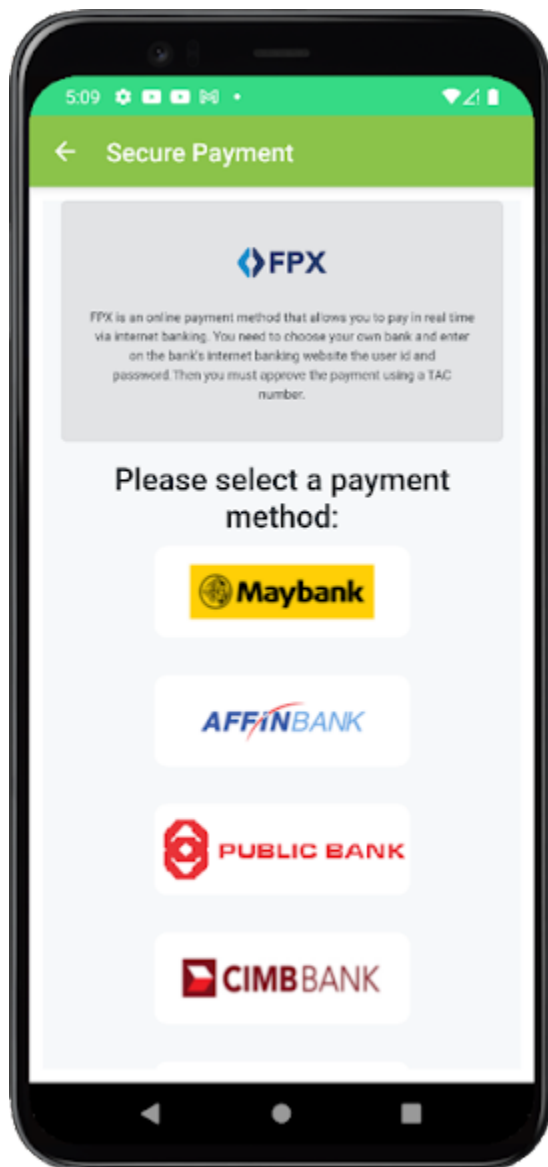 5:09
Secure Payment
FPX
FPX is an online payment method that allows you to pay in real time
via internet banking. You need to choose your own bank and enter
on the bank's internet banking website the user id and
password.Then you must approve the payment using a TAC
number.
Please select a payment
method:
Maybank
AFFINBANK
PUBLIC BANK
CIMB BANK